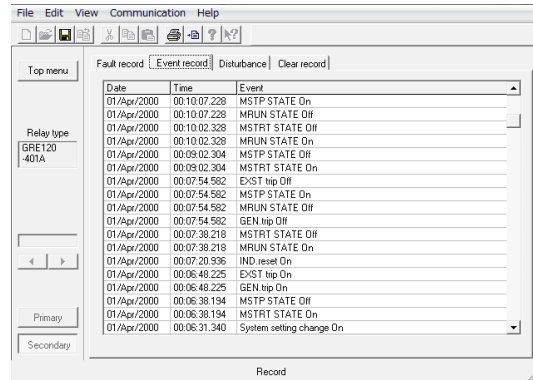 File Edit View Communication Help
Top menu
Relay type
GRE120
-401A
Primary
Secondary
Fault record Event record Disturbance Clear record
Date Time Event
01/Apr/2000 00:10:07.228 MSTP STATE On
01/Apr/2000 00:10:07.228 MRUN STATE Off
01/Apr/2000 00:10:02.328 MSTRT STATE Off
01/Apr/2000 00:10:02.328 MRUN STATE On
01/Apr/2000 00:09:02.304 MSTP STATE Off
01/Apr/2000 00:09:02.304 MSTRT STATE On
01/Apr/2000 00:07:54.582 EXST trip Off
01/Apr/2000 00:07:54.582 MSTP STATE On
01/Apr/2000 00:07:54.582 MRUN STATE Off
01/Apr/2000 00:07:54.582 GEN.trip Off
01/Apr/2000 00:07:38.218 MSTRT STATE Off
01/Apr/2000 00:07:38.218 MRUN STATE On
01/Apr/2000 00:07:20.936 IND.reset On
01/Apr/2000 00:06:48.225 EXST trip On
01/Apr/2000 00:06:48.225 GEN.trip On
01/Apr/2000 00:06:38.194 MSTP STATE Off
01/Apr/2000 00:06:38.194 MSTRT STATE On
01/Apr/2000 00:06:31.340 System setting change On
Record